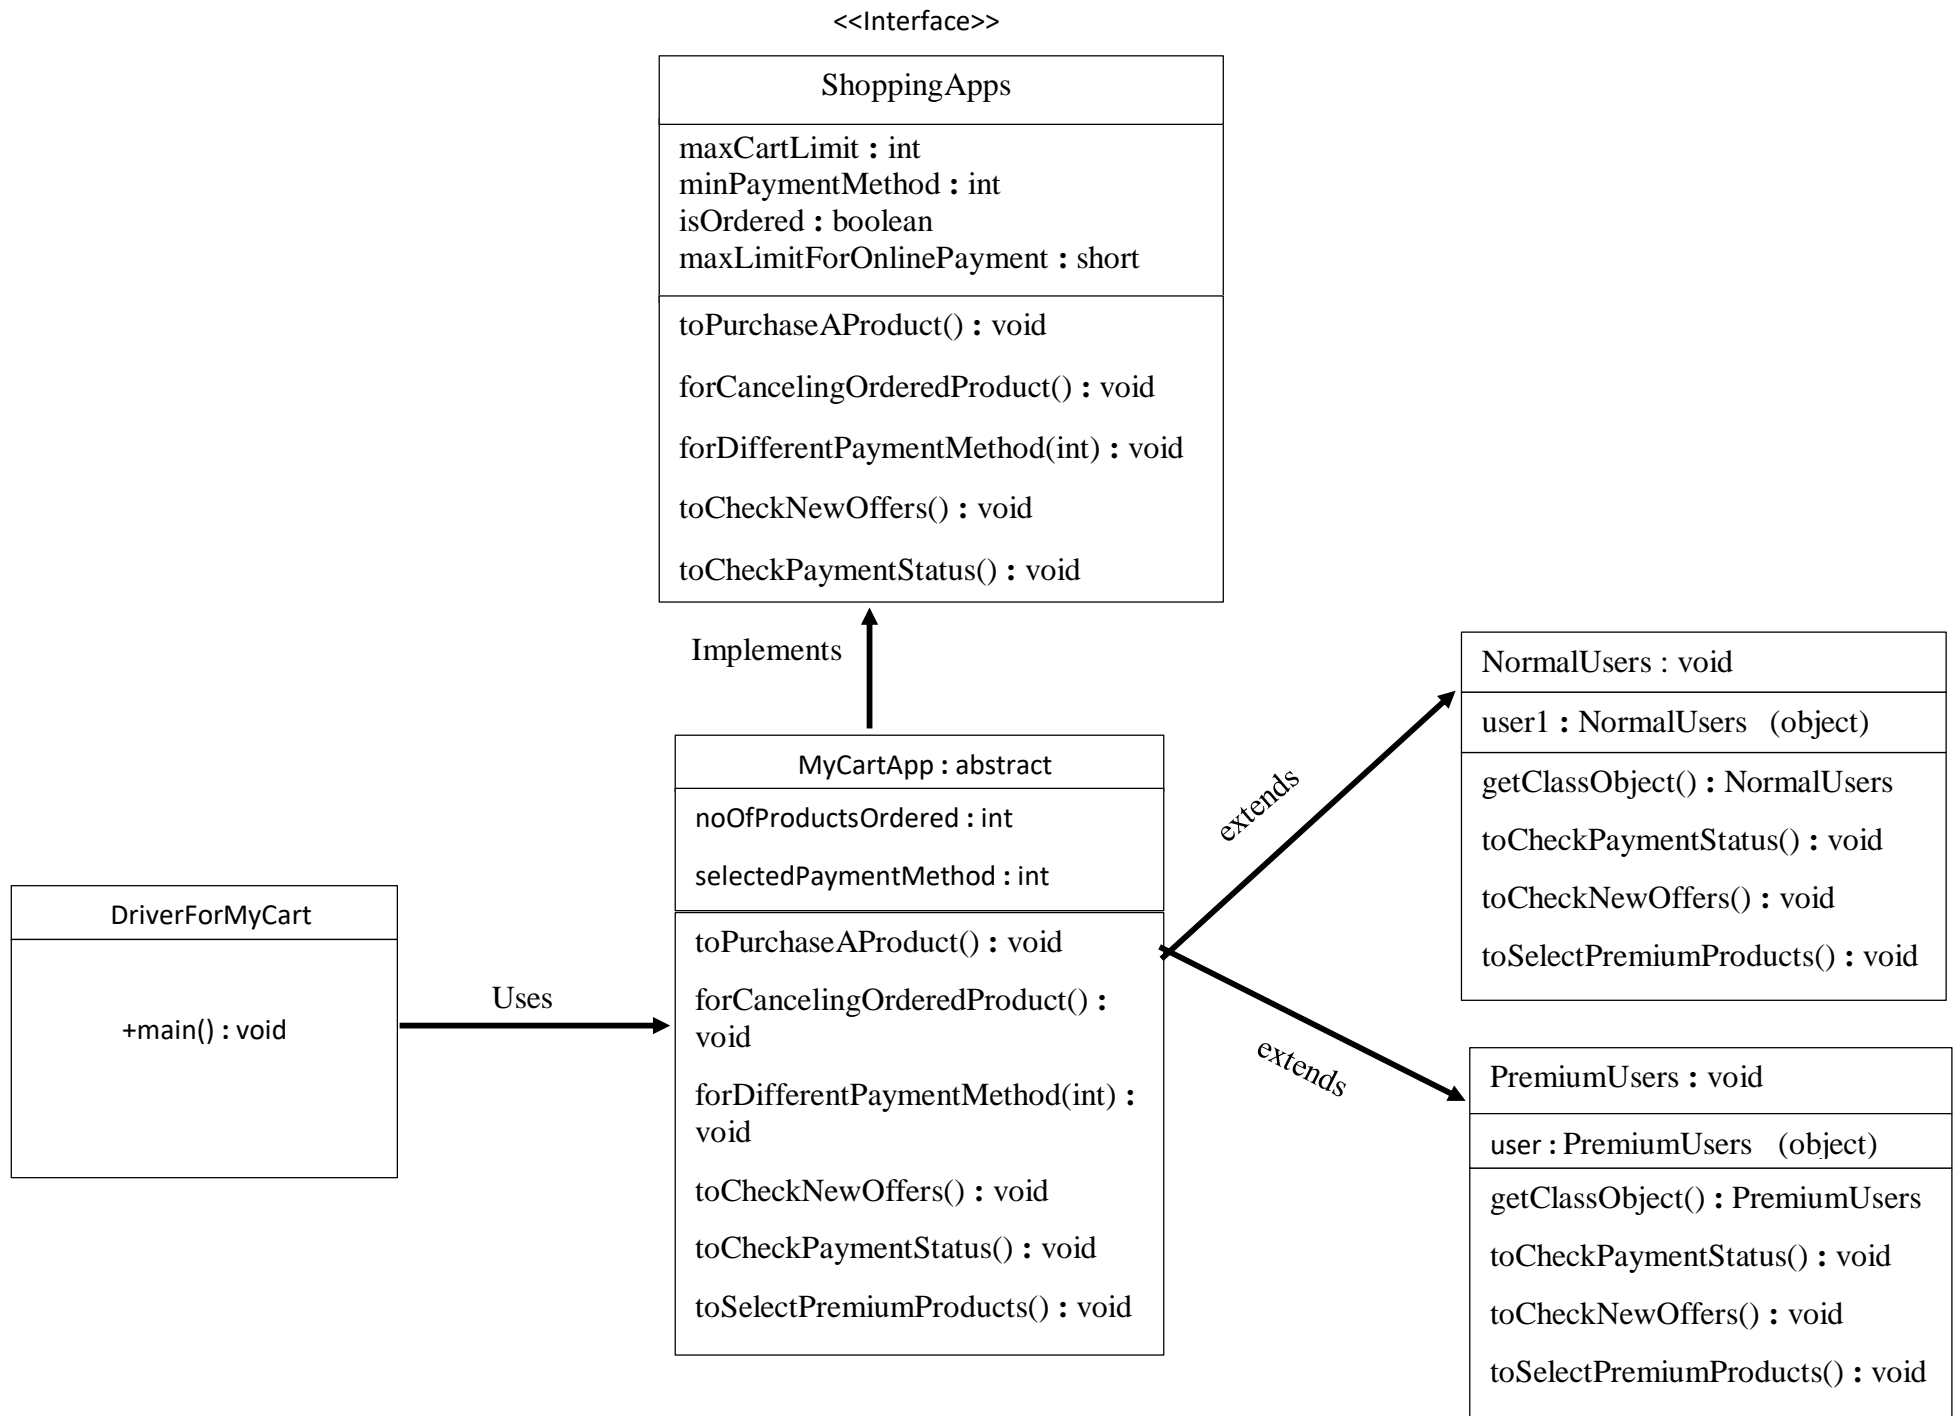 <<Interface>>
ShoppingApps
maxCartLimit : int
minPaymentMethod : int
isOrdered : boolean
maxLimitForOnlinePayment : short
toPurchaseAProduct() : void
forCancelingOrderedProduct() : void
forDifferentPaymentMethod(int) : void
toCheckNewOffers() : void
toCheckPaymentStatus() : void
Implements
MyCartApp : abstract
noOfProductsOrdered : int
selectedPaymentMethod : int
toPurchaseAProduct() : void
forCancelingOrderedProduct() :
void
forDifferentPaymentMethod(int) :
void
toCheckNewOffers() : void
toCheckPaymentStatus() : void
toSelectPremiumProducts() : void
DriverForMyCart
+main() : void
Uses
extends
NormalUsers : void
user1 : NormalUsers (object)
getClassObject() : NormalUsers
toCheckPaymentStatus() : void
toCheckNewOffers() : void
toSelectPremiumProducts() : void
extends
PremiumUsers : void
user : PremiumUsers (object)
getClassObject() : PremiumUsers
toCheckPaymentStatus() : void
toCheckNewOffers() : void
toSelectPremiumProducts() : void